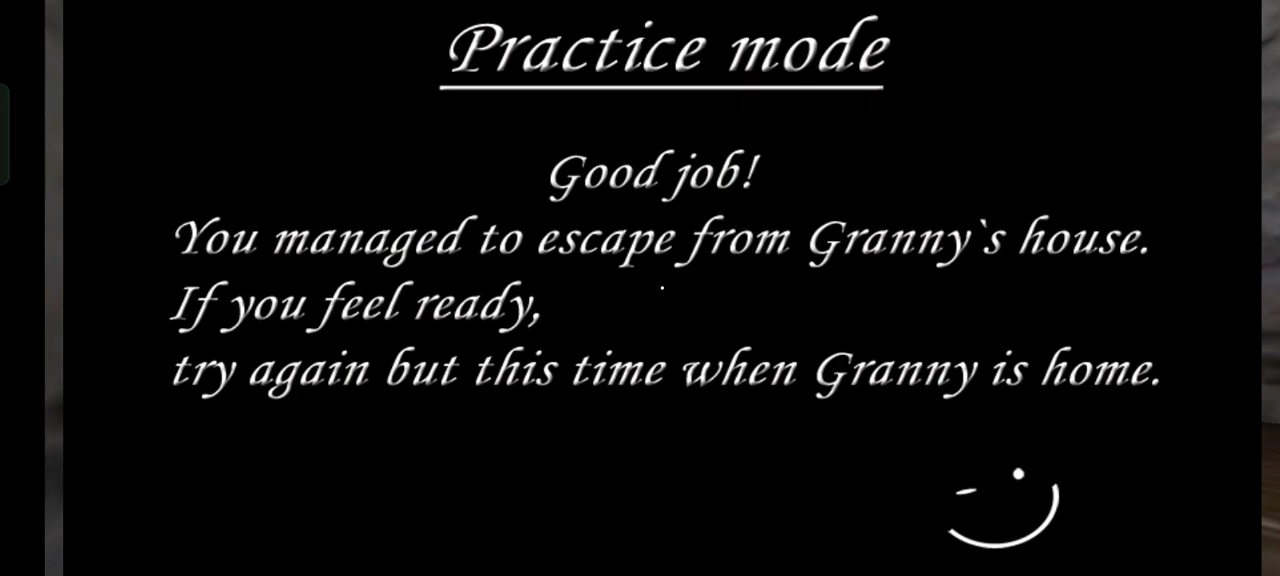 Practice mode
Good job!
You managed to escape from Granny`s house.
If you feel ready,
try again but this time when Granny is home.